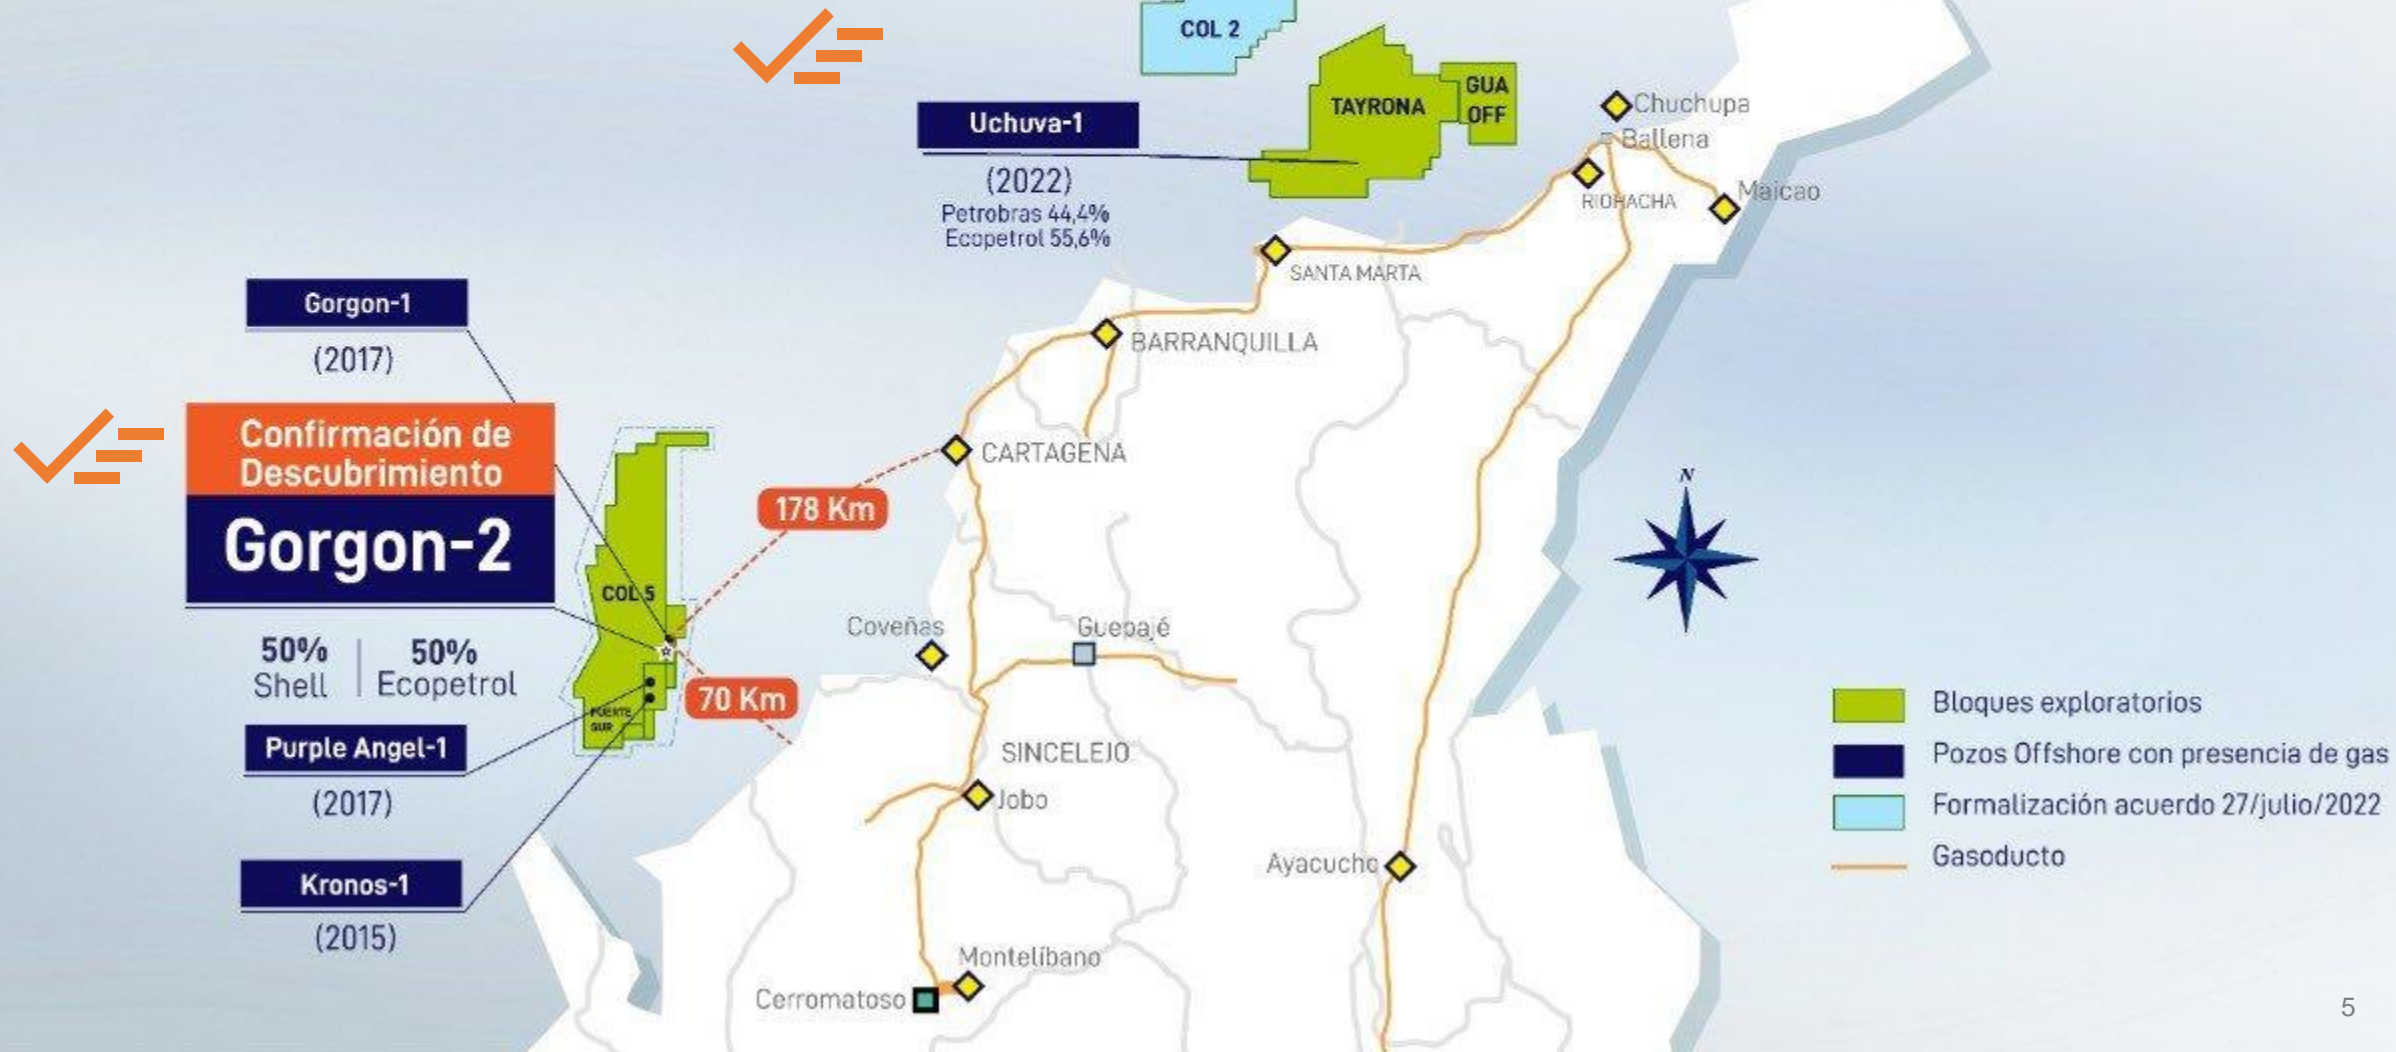 COL 2
TAYRONA
GUA
OFF
Uchuva-1
(2022)
Petrobras 44,4%
Ecopetrol 55,6%
Chuchupa
Ballena
RIOHACHA
Maicao
SANTA MARTA
BARRANQUILLA
CARTAGENA
Gorgon-1
(2017)
Confirmación de
Descubrimiento
Gorgon-2
50%
Shell
50%
Ecopetrol
Purple Angel-1
(2017)
Kronos-1
(2015)
COL 5
FUERTE
SUR
178 Km
70 Km
Coveñas
Guepajé
SINCELEJO
Jobo
Ayacucho
Montelíbano
Cerromatoso
N
Bloques exploratorios
Pozos Offshore con presencia de gas
Formalización acuerdo 27/julio/2022
Gasoducto
5